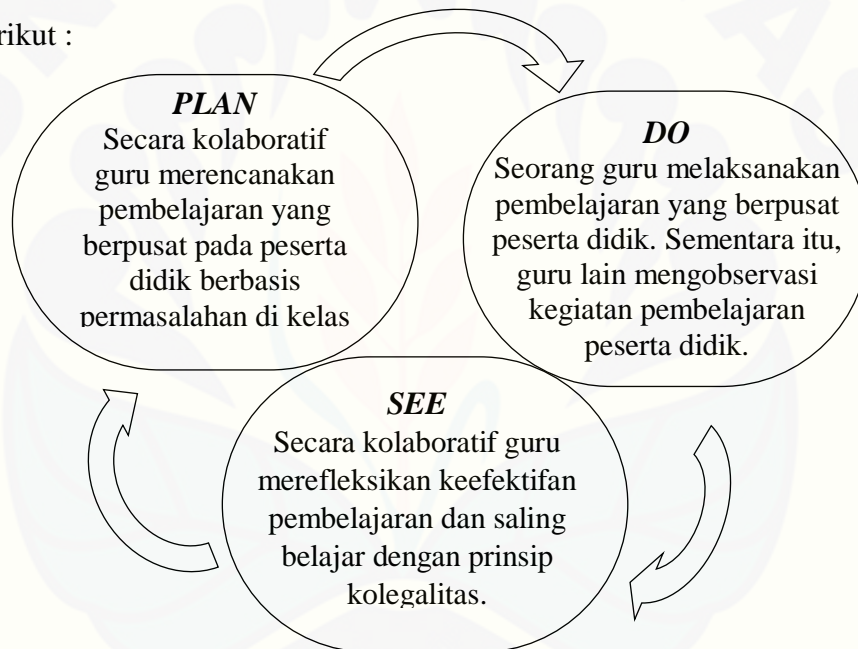 rikut :
PLAN
Secara kolaboratif
guru merencanakan
pembelajaran yang
berpusat pada peserta
didik berbasis
permasalahan di kelas
DO
Seorang guru melaksanakan
pembelajaran yang berpusat
peserta didik. Sementara itu,
guru lain mengobservasi
kegiatan pembelajaran
peserta didik.
SEE
Secara kolaboratif guru
merefleksikan keefektifan
pembelajaran dan saling
belajar dengan prinsip
kolegalitas.